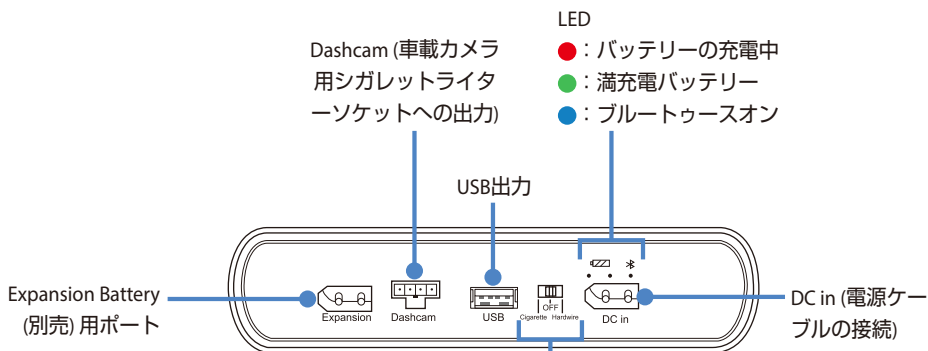 LED
●：バッテリーの充電中
●：満充電バッテリー
●：ブルートゥースオン
Dashcam (車載カメラ
用シガレットライタ
ーソケットへの出力)
USB出力
Expansion Battery
(別売) 用ポート
DC in (電源ケー
ブルの接続)
Expansion
Dashcam
USB
OFF
Cigarette Hardwire
DC in